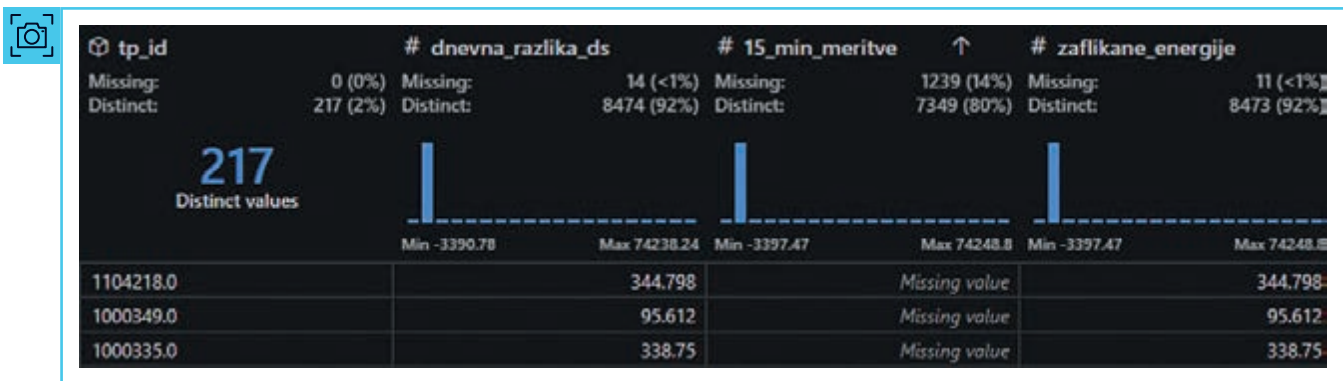 tp_id # dnevna_razlika_ds # 15_min_meritve ↑ # zaflikane_energije
Missing: 0 (0%) Missing: 14 (<1%) Missing: 1239 (14%) Missing: 11 (<1%)
Distinct: 217 (2%) Distinct: 8474 (92%) Distinct: 7349 (80%) Distinct: 8473 (92%)
217
Distinct values
Min -3390.78 Max 74238.24 Min -3397.47 Max 74248.8 Min -3397.47 Max 74248.8
1104218.0 344.798 Missing value 344.798
1000349.0 95.612 Missing value 95.612
1000335.0 338.75 Missing value 338.75